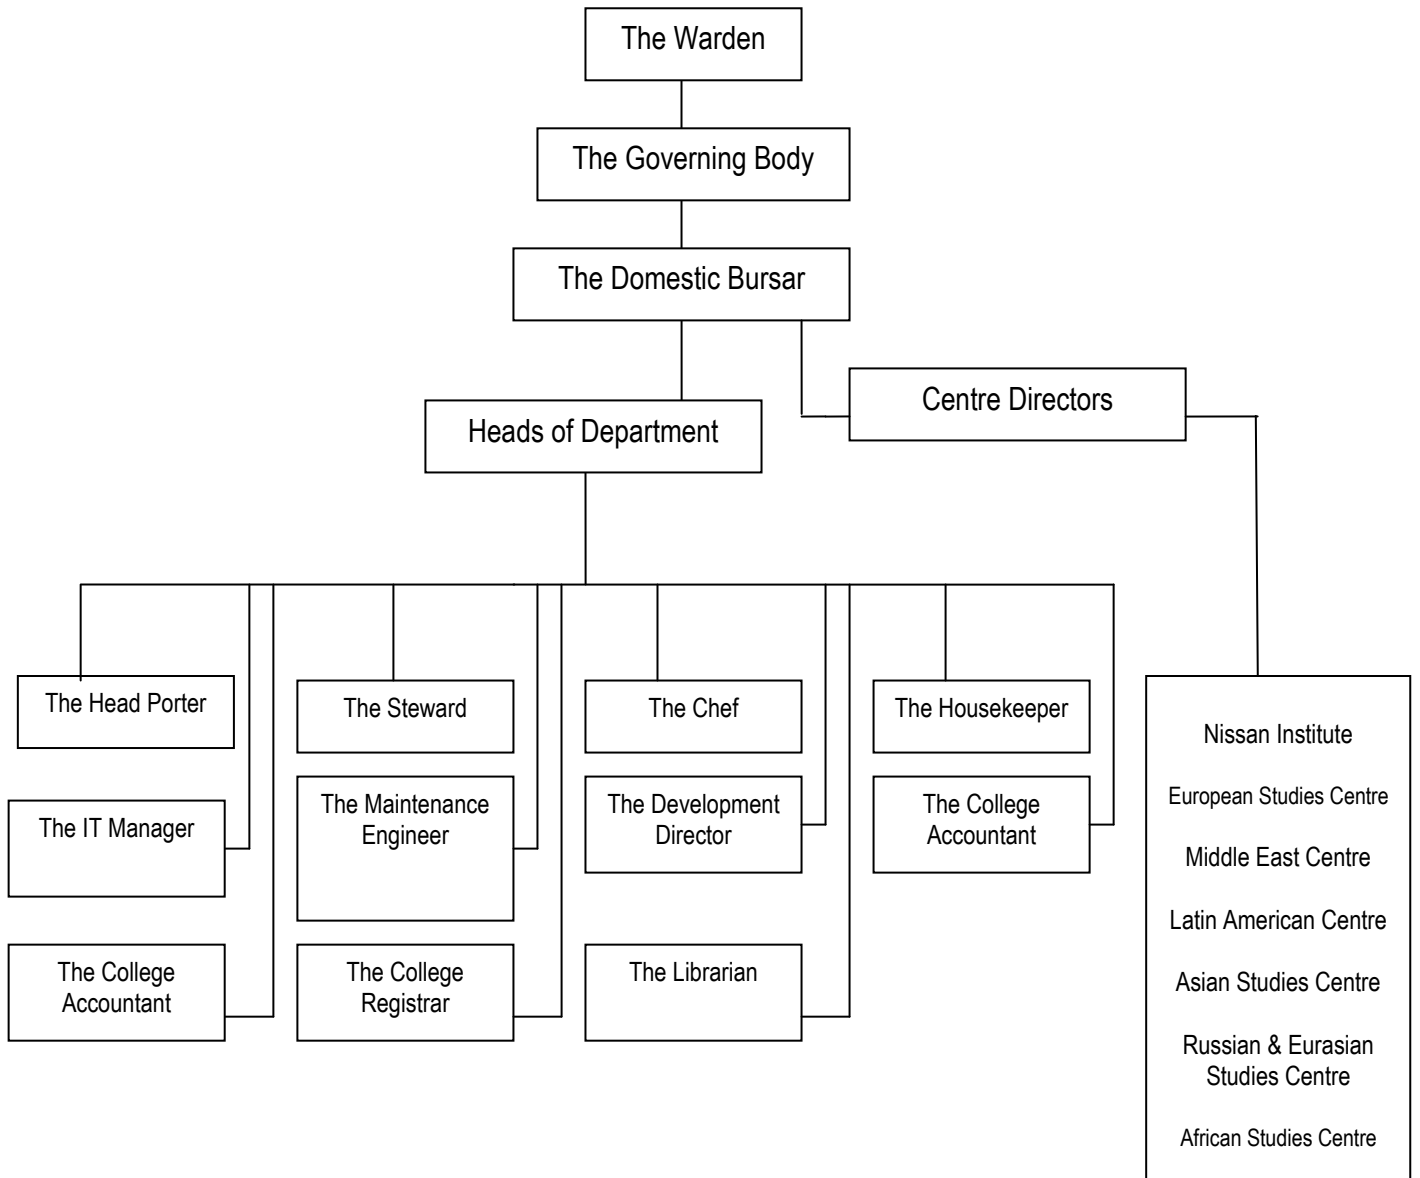 The Warden
The Governing Body
The Domestic Bursar
Centre Directors
Heads of Department
The Head Porter
The Steward
The Chef
The Housekeeper
The IT Manager
The Maintenance
Engineer
The Development
Director
The College
Accountant
The College
Accountant
The College
Registrar
The Librarian
Nissan Institute
European Studies Centre
Middle East Centre
Latin American Centre
Asian Studies Centre
Russian & Eurasian
Studies Centre
African Studies Centre